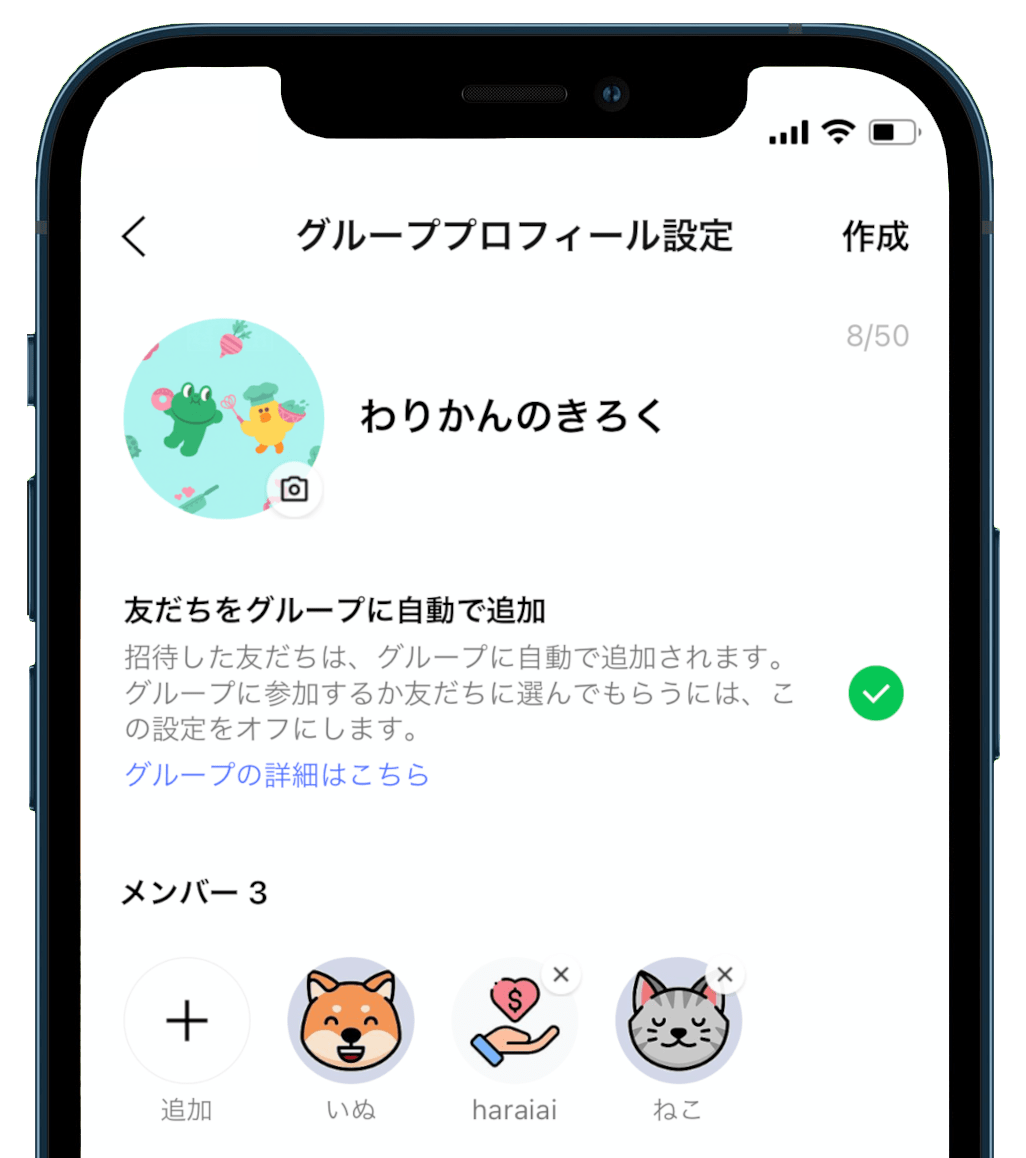 グループプロフィール設定
作成
8/50
わりかんのきろく
友だちをグループに自動で追加
招待した友だちは、グループに自動で追加されます。
グループに参加するか友だちに選んでもらうには、こ
の設定をオフにします。
グループの詳細はこちら
メンバー 3
追加
いぬ
haraiai
ねこ